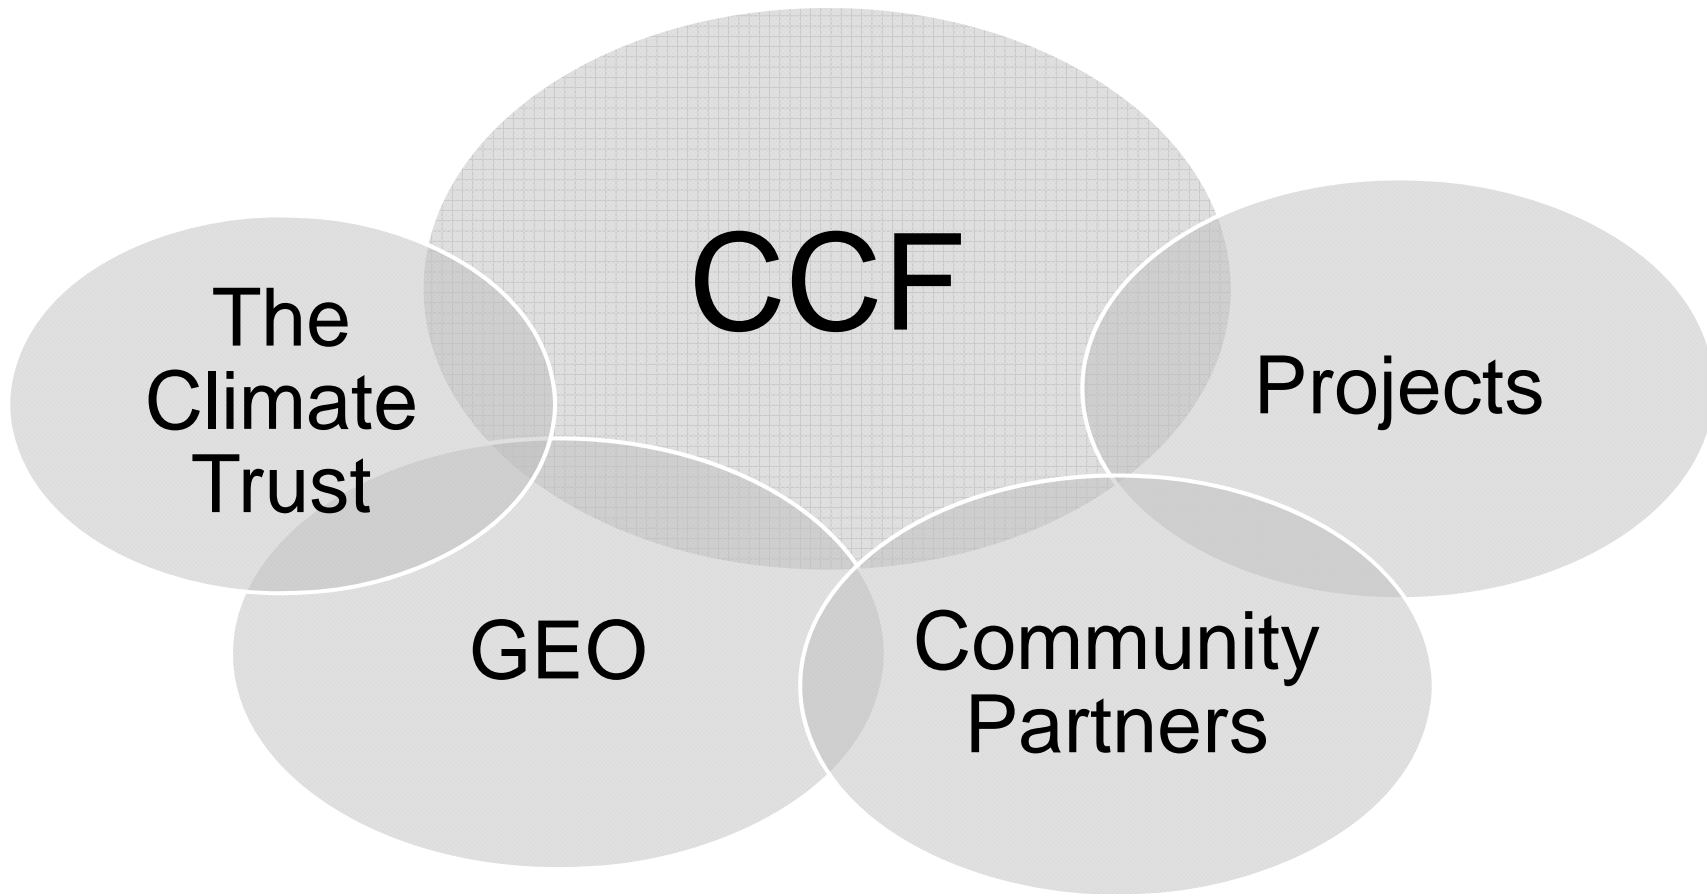 CCF
The
Climate
Trust
Projects
GEO
Community
Partners